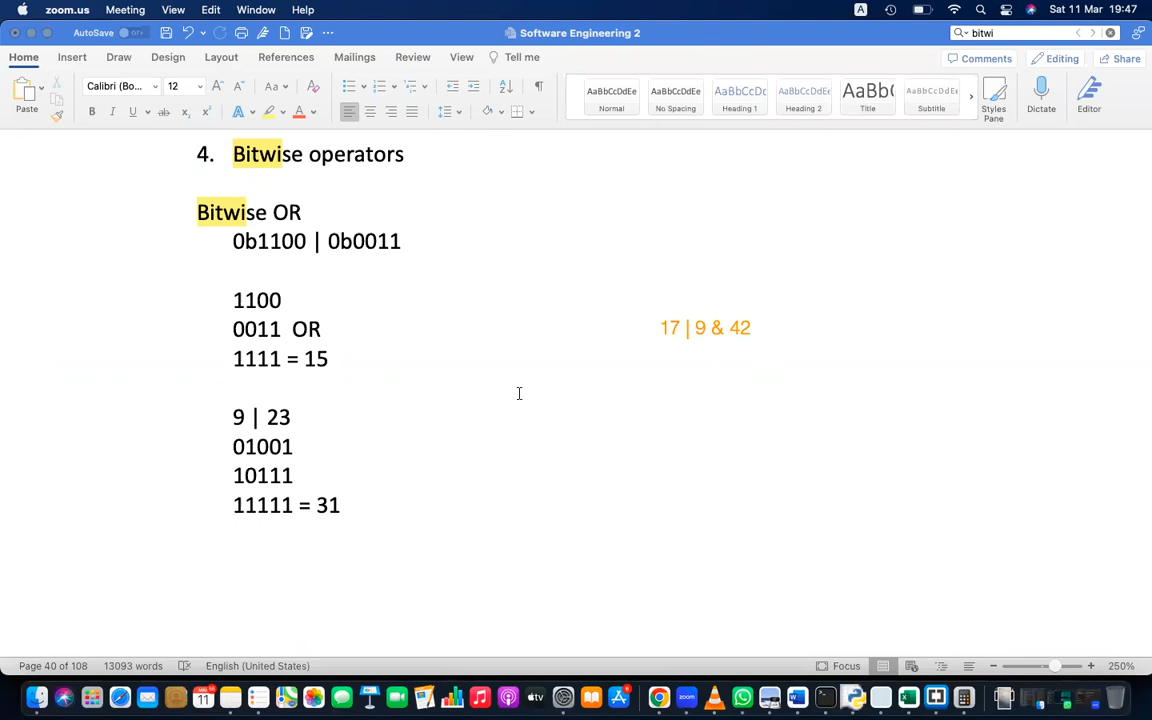 zoom.us Meeting View Edit Window Help A Sat 11 Mar 19:47
AutoSave Software Engineering 2 bitwi
Home Insert Draw Design Layout References Mailings Review View Tell me Comments Editing Share
Paste Calibri (Bo... 12 Aa AaBbCcDdEe AaBbCcDdEe AaBbCcDc AaBbCcDdEe AaBb( AaBbCcDdEe
B I U ab x x A A Normal No Spacing Heading 1 Heading 2 Title Subtitle Styles Pane Dictate Editor
4. Bitwise operators
Bitwise OR
0b1100 | 0b0011
1100
0011 OR
17 | 9 & 42
1111 = 15
9 | 23
01001
10111
11111 = 31
Page 40 of 108 13093 words English (United States) Focus 250%